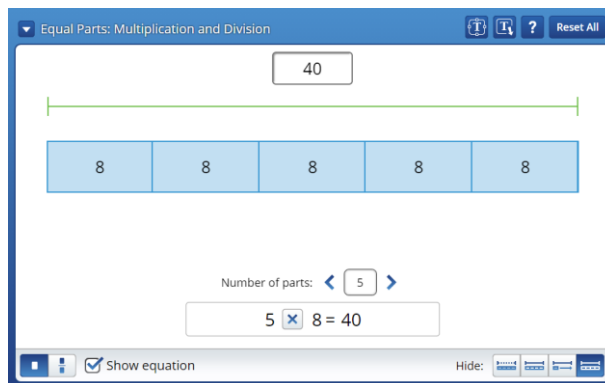 Equal Parts: Multiplication and Division T T ? Reset All
40
8 8 8 8 8
Number of parts: 5
5 × 8 = 40
Show equation Hide: